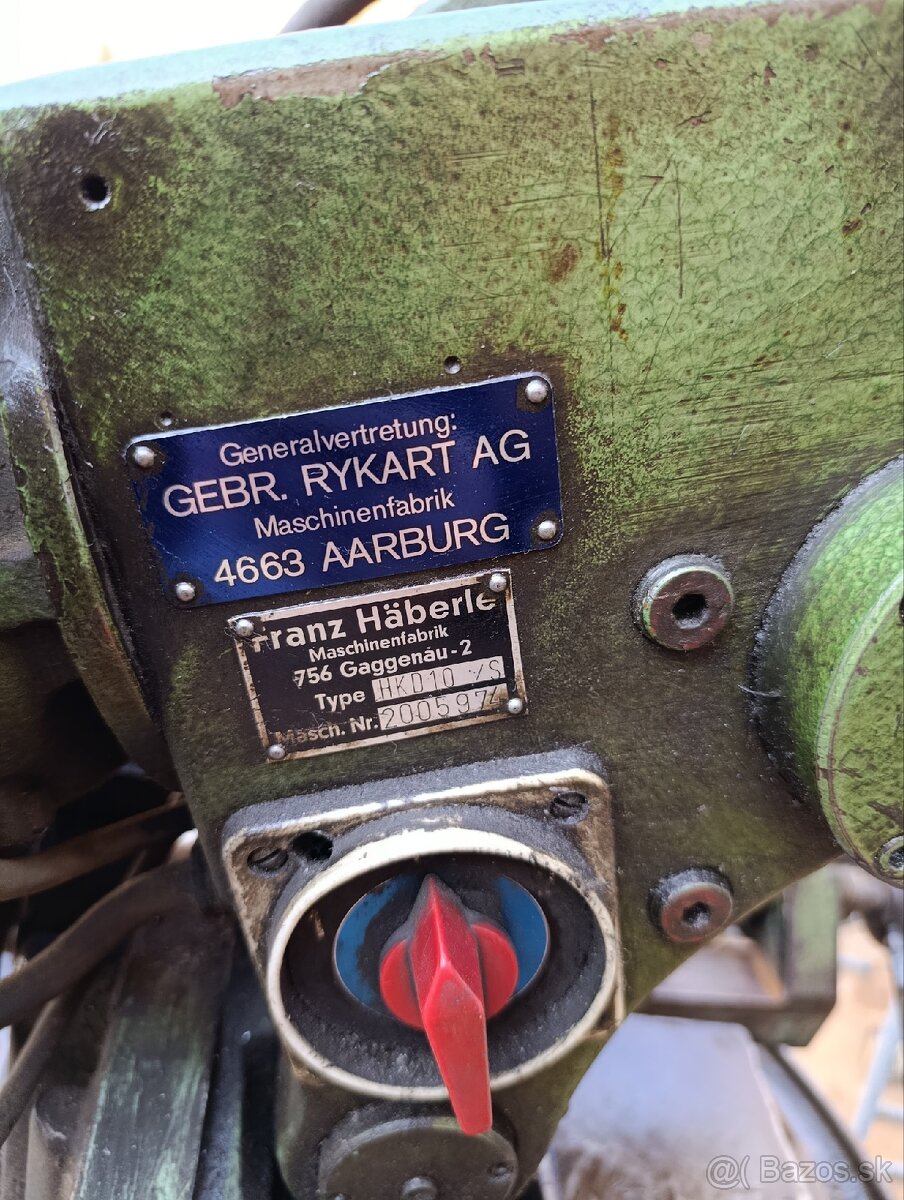 Generalvertretung:
GEBR. RYKART AG
Maschinenfabrik
4663 AARBURG
Franz Häberle
Maschinenfabrik
756 Gaggenau-2
Type HKD10 /S
Masch. Nr. 200597
@( Bazos.sk